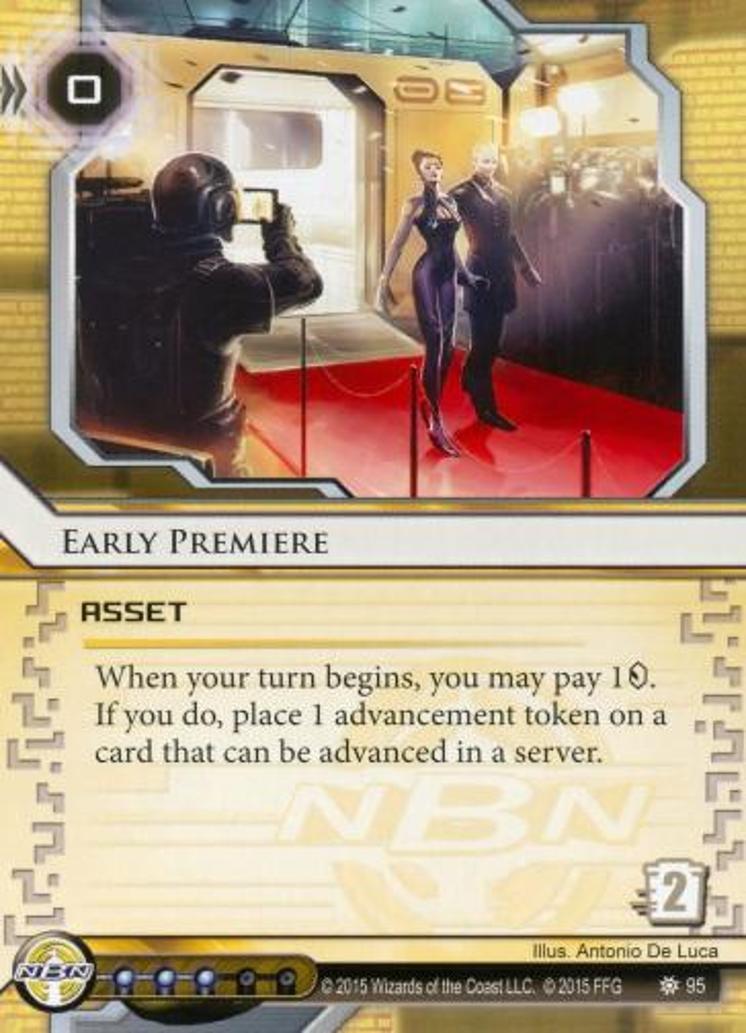 0
08
EARLY PREMIERE
ASSET
When your turn begins, you may pay 1
If you do, place 1 advancement token on a
card that can be advanced in a server.
NBN
2
Illus. Antonio De Luca
NBN
© 2015 Wizards of the Coast LLC. © 2015 FFG
95